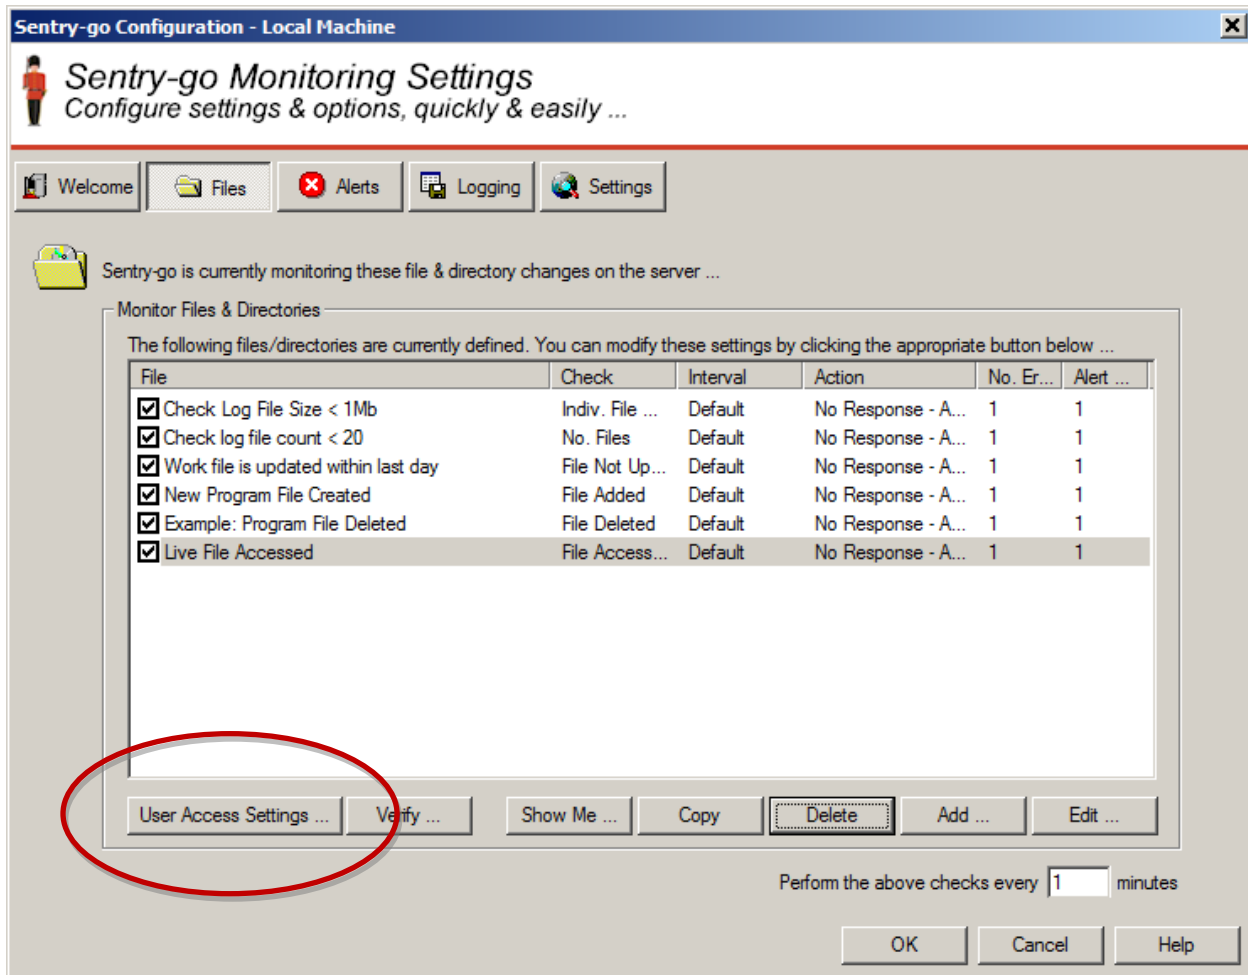 Sentry-go Configuration - Local Machine
Sentry-go Monitoring Settings
Configure settings & options, quickly & easily ...
Welcome Files Alerts Logging Settings
Sentry-go is currently monitoring these file & directory changes on the server ...
Monitor Files & Directories
The following files/directories are currently defined. You can modify these settings by clicking the appropriate button below ...
File Check Interval Action No. Er... Alert ...
Check Log File Size < 1Mb Indiv. File ... Default No Response - A... 1 1
Check log file count < 20 No. Files Default No Response - A... 1 1
Work file is updated within last day File Not Up... Default No Response - A... 1 1
New Program File Created File Added Default No Response - A... 1 1
Example: Program File Deleted File Deleted Default No Response - A... 1 1
Live File Accessed File Access... Default No Response - A... 1 1
User Access Settings ... Verify ... Show Me ... Copy Delete Add ... Edit ...
Perform the above checks every 1 minutes
OK Cancel Help